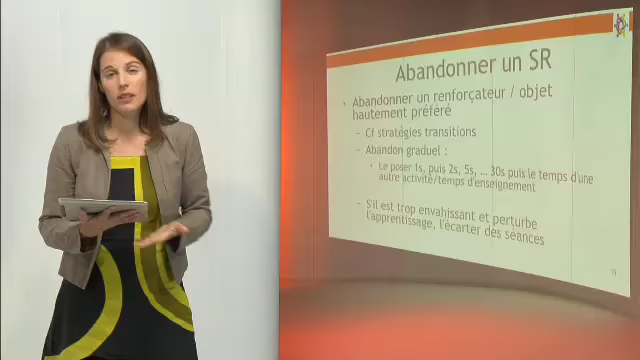 Abandonner un SR
• Abandonner un renforçateur / objet
hautement préféré
– Cf stratégies transitions
– Abandon graduel :
• Le poser 1s, puis 2s, 5s, ... 30s puis le temps d'une
autre activité/temps d'enseignement
– S'il est trop envahissant et perturbe
l'apprentissage, l'écarter des séances